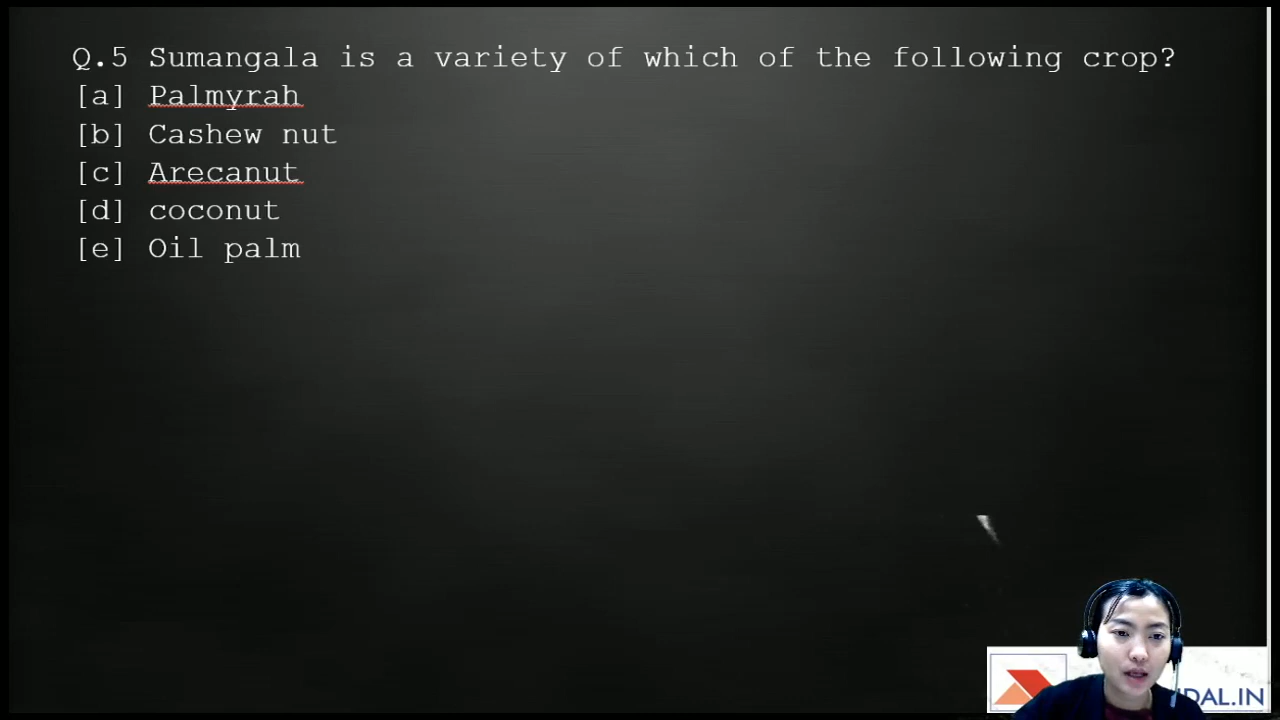 Q.5 Sumangala is a variety of which of the following crop?
[a] Palmyrah
[b] Cashew nut
[c] Arecanut
[d] coconut
[e] Oil palm
DAL.IN